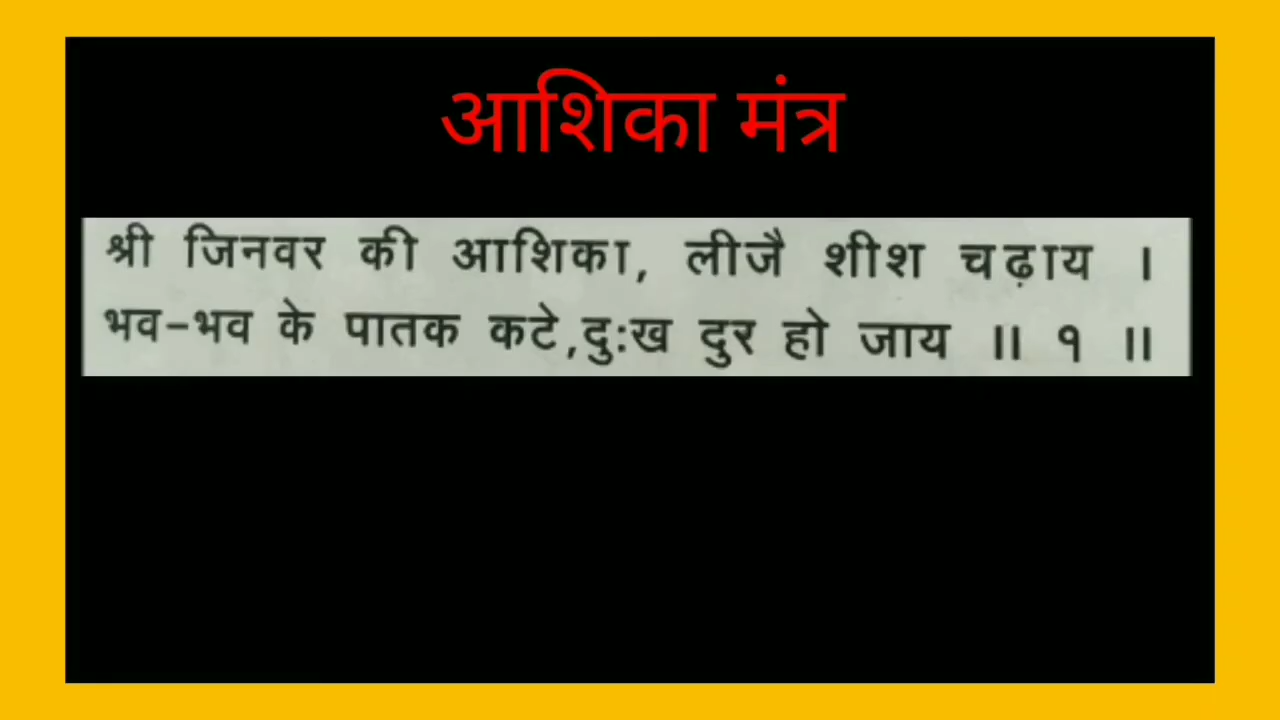 आशिका मंत्र
श्री जिनवर की आशिका, लीजै शीश चढ़ाय ।
भव-भव के पातक कटे,दुःख दुर हो जाय ॥ १ ॥